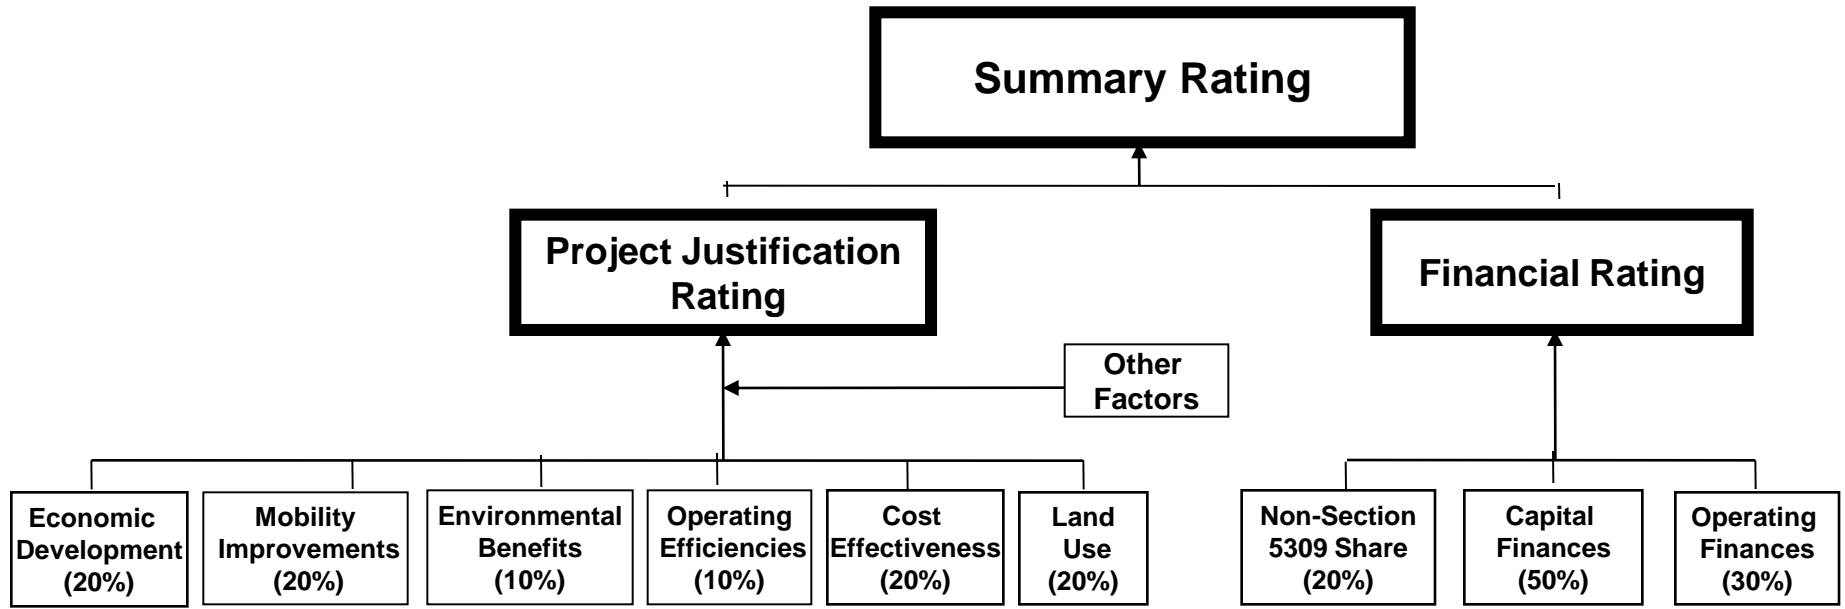 Summary Rating
Project Justification
Rating
Financial Rating
Other
Factors
Economic
Development
(20%)
Mobility
Improvements
(20%)
Environmental
Benefits
(10%)
Operating
Efficiencies
(10%)
Cost
Effectiveness
(20%)
Land
Use
(20%)
Non-Section
5309 Share
(20%)
Capital
Finances
(50%)
Operating
Finances
(30%)